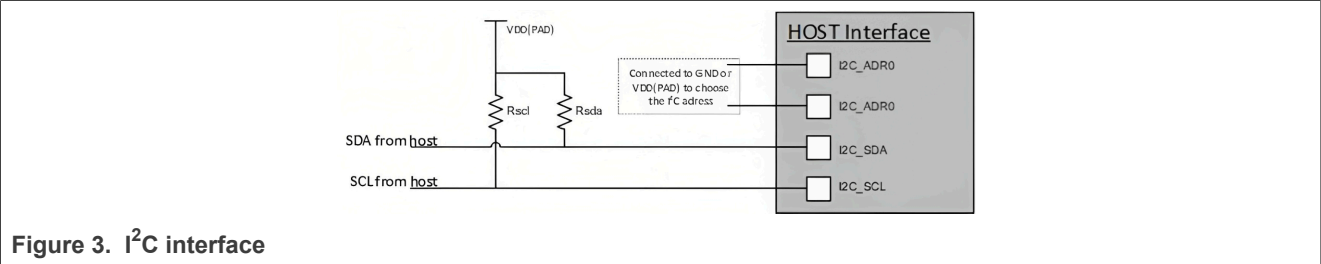 VDD(PAD)
HOST Interface
I2C_ADR0
Connected to GND or
VDD(PAD) to choose
the I²C adress
I2C_ADR0
Rscl
Rsda
SDA from host
I2C_SDA
SCL from host
I2C_SCL
Figure 3. I²C interface